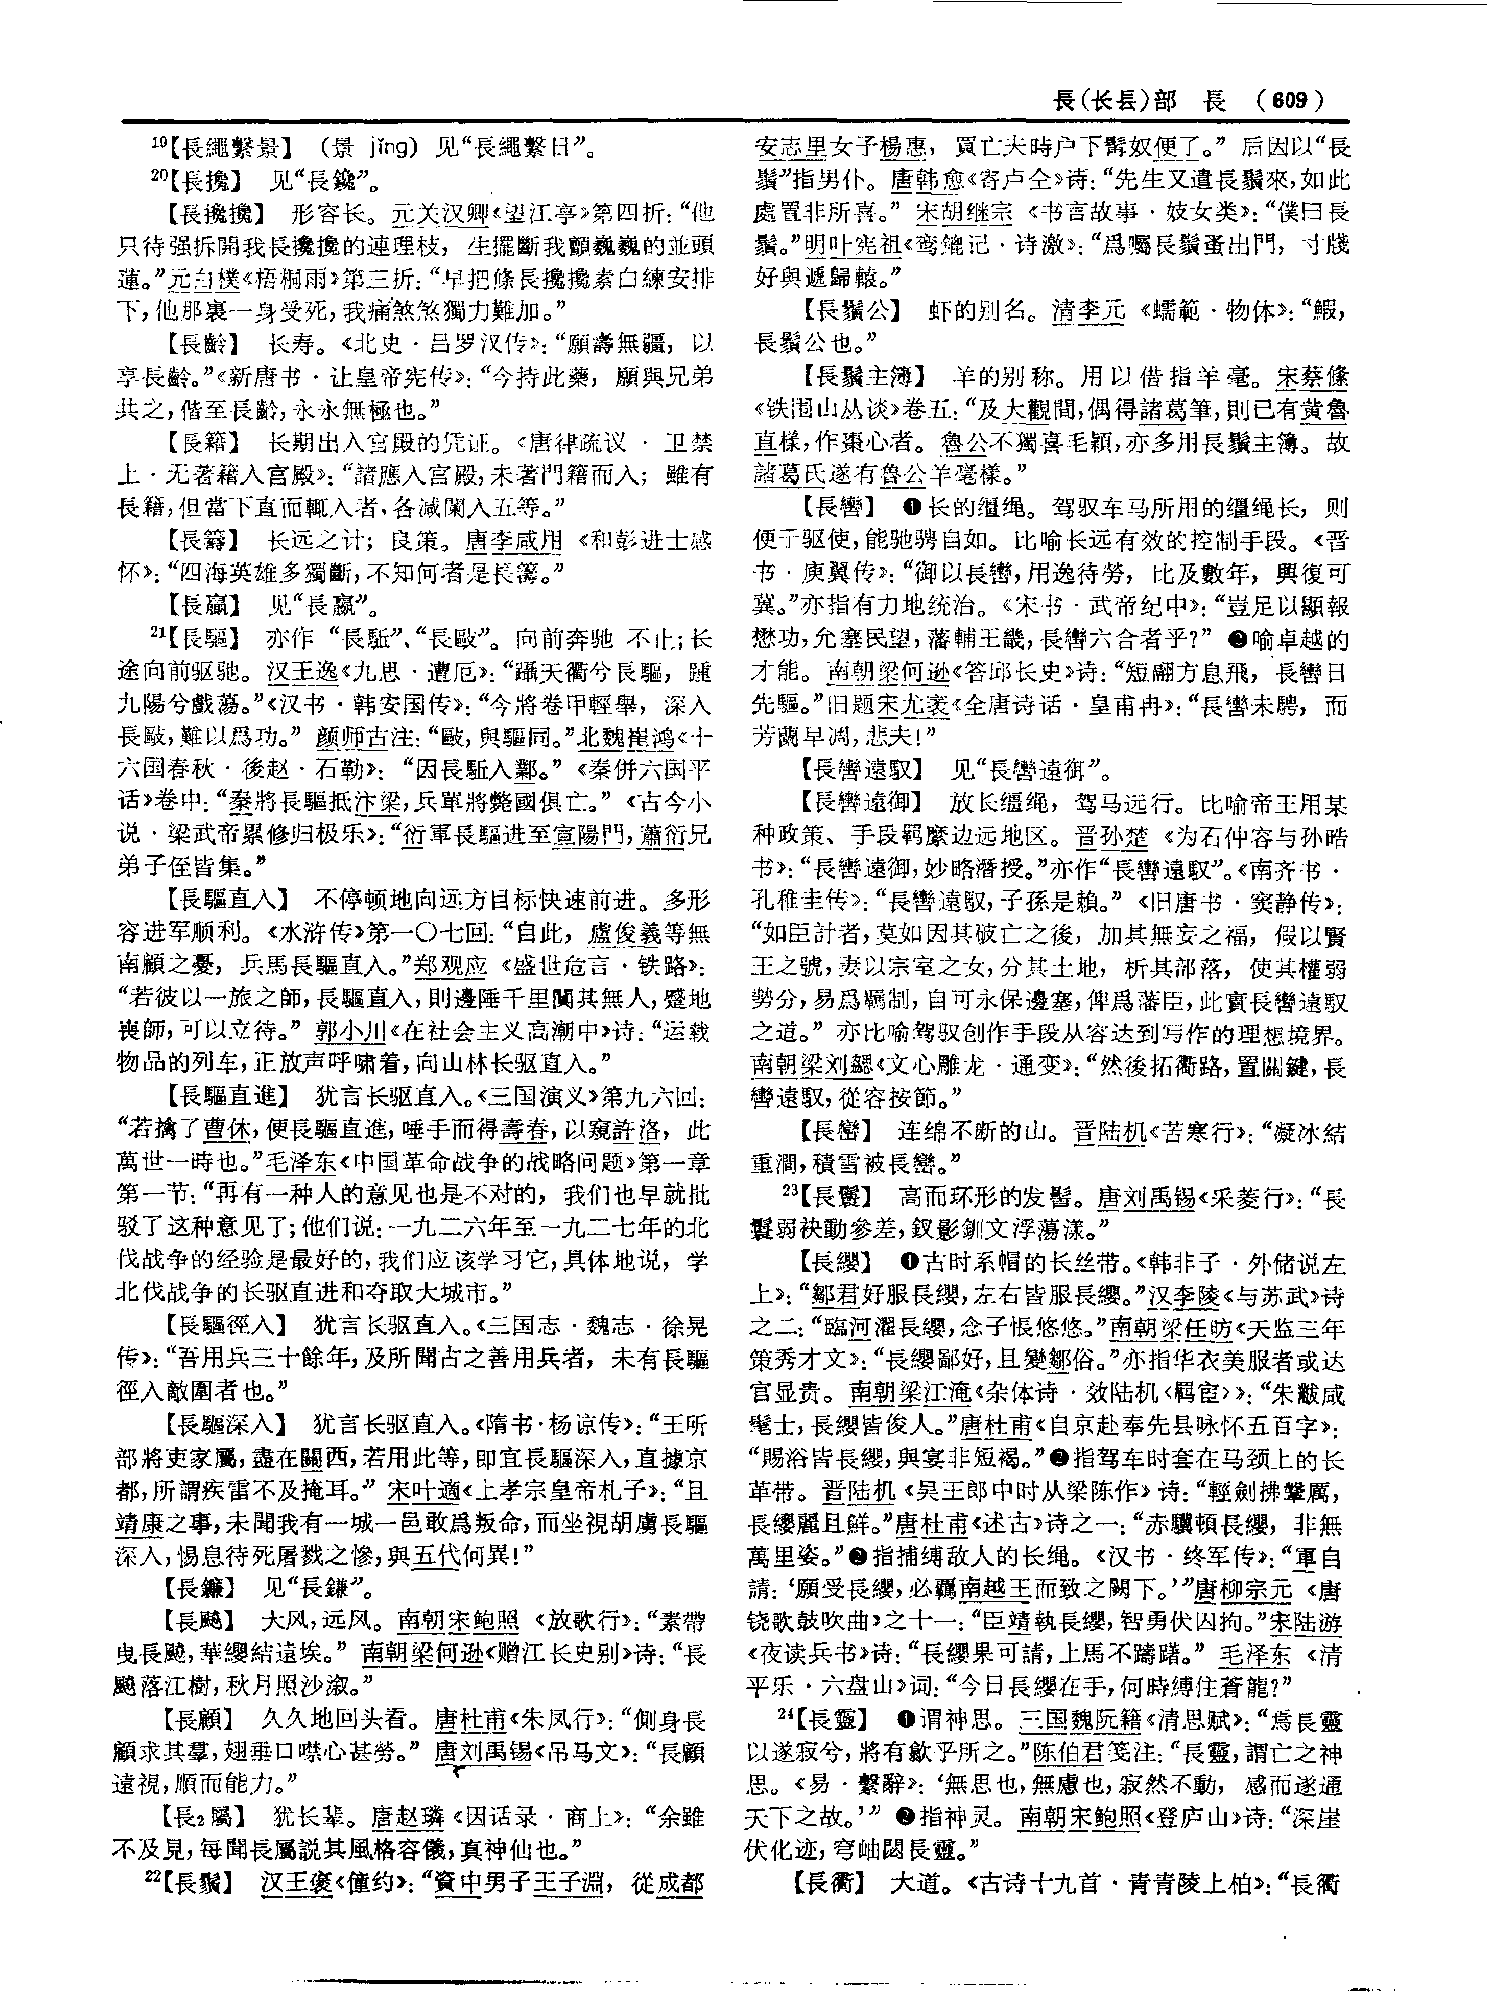 長(长镸)部 長 (609)
¹⁹【長繩繫景】 (景 jǐng) 见“長繩繫日”。
²⁰【長攙】 见“長鑱”。
【長攙攙】 形容长。元关汉卿《望江亭》第四折:“他
只待强拆開我長攙攙的連理枝, 生擺斷我顫巍巍的並頭
蓮。”元白樸《梧桐雨》第三折:“早把條長攙攙素白練安排
下,他那裏一身受死,我痛煞煞獨力難加。”
【長齡】 长寿。《北史·吕罗汉传》:“願壽無疆, 以
享長齡。”《新唐书·让皇帝宪传》:“今持此藥, 願與兄弟
共之,偕至長齡,永永無極也。”
【長籍】 长期出入宫殿的凭证。《唐律疏议 · 卫禁
上·无著籍入宫殿》:“諸應入宫殿,未著門籍而入; 雖有
長籍,但當下直而輒入者,各減闌入五等。”
【長籌】 长远之计; 良策。唐李咸用 《和彭进士感
怀》:“四海英雄多獨斷,不知何者是長籌。”
【長贏】 见“長嬴”。
²¹【長驅】 亦作 “長駈”、“長敺”。向前奔驰 不止;长
途向前驱驰。汉王逸《九思·遭厄》:“躡天衢兮長驅, 踵
九陽兮戲蕩。”《汉书·韩安国传》:“今將卷甲輕舉, 深入
長敺,難以爲功。” 颜师古注:“敺,與驅同。”北魏崔鸿《十
六国春秋·後赵·石勒》: “因長駈入鄴。” 《秦併六国平
话》卷中:“秦將長驅抵汴梁,兵單將斃國俱亡。” 《古今小
说·梁武帝累修归极乐》:“衍軍長驅进至宣陽門,蕭衍兄
弟子侄皆集。”
【長驅直入】 不停顿地向远方目标快速前进。多形
容进军顺利。《水浒传》第一〇七回:“自此, 盧俊義等無
南顧之憂, 兵馬長驅直入。”郑观应 《盛世危言·铁路》:
“若彼以一旅之師,長驅直入,則邊陲千里闃其無人,蹙地
喪師,可以立待。” 郭小川《在社会主义高潮中》诗:“运载
物品的列车,正放声呼啸着,向山林长驱直入。”
【長驅直進】 犹言长驱直入。《三国演义》第九六回:
“若擒了曹休,便長驅直進,唾手而得壽春,以窺許洛, 此
萬世一時也。”毛泽东《中国革命战争的战略问题》第一章
第一节:“再有一种人的意见也是不对的, 我们也早就批
驳了这种意见了;他们说:一九二六年至一九二七年的北
伐战争的经验是最好的,我们应该学习它,具体地说, 学
北伐战争的长驱直进和夺取大城市。”
【長驅徑入】 犹言长驱直入。《三国志·魏志·徐晃
传》:“吾用兵三十餘年,及所聞古之善用兵者, 未有長驅
徑入敵圍者也。”
【長驅深入】 犹言长驱直入。《隋书·杨谅传》:“王所
部將吏家屬,盡在關西,若用此等,即宜長驅深入,直據京
都,所謂疾雷不及掩耳。” 宋叶適《上孝宗皇帝札子》:“且
靖康之事,未聞我有一城一邑敢爲叛命,而坐視胡虜長驅
深入,惕息待死屠戮之慘,與五代何異!”
【長鐮】 见“長鎌”。
【長飇】 大风,远风。南朝宋鲍照 《放歌行》:“素帶
曳長飇,華纓結遠埃。” 南朝梁何逊《赠江长史别》诗:“長
飇落江樹,秋月照沙溆。”
【長顧】 久久地回头看。唐杜甫《朱凤行》:“側身長
顧求其羣,翅垂口噤心甚勞。” 唐刘禹锡《吊马文》:“長顧
遠視,順而能力。”
【長₂屬】 犹长辈。唐赵璘《因话录·商上》:“余雖
不及見,每聞長屬説其風格容儀,真神仙也。”
²²【長鬚】 汉王褒《僮约》:“資中男子王子淵, 從成都
安志里女子楊惠, 買亡夫時户下髯奴便了。” 后因以“長
鬚”指男仆。唐韩愈《寄卢仝》诗:“先生又遣長鬚來,如此
處置非所喜。” 宋胡继宗 《书言故事·妓女类》:“僕曰長
鬚。”明叶宪祖《鸾鎞记·诗激》:“爲囑長鬚蚤出門, 寸牋
好與遞歸轅。”
【長鬚公】 虾的别名。清李元 《蠕範·物体》:“鰕,
長鬚公也。”
【長鬚主簿】 羊的别称。用以借指羊毫。宋蔡絛
《铁围山丛谈》卷五:“及大觀間,偶得諸葛筆,則已有黄魯
直樣,作棗心者。魯公不獨喜毛穎,亦多用長鬚主簿。故
諸葛氏遂有魯公羊毫樣。”
【長轡】 ❶长的缰绳。驾驭车马所用的缰绳长, 则
便于驱使,能驰骋自如。比喻长远有效的控制手段。《晋
书·庾翼传》:“御以長轡,用逸待勞, 比及數年, 興復可
冀。”亦指有力地统治。《宋书·武帝纪中》:“豈足以顯報
懋功,允塞民望,藩輔王畿,長轡六合者乎?” ❷喻卓越的
才能。南朝梁何逊《答邱长史》诗:“短翮方息飛, 長轡日
先驅。”旧题宋尤袤《全唐诗话·皇甫冉》:“長轡未騁, 而
芳蘭早凋,悲夫!”
【長轡遠馭】 见“長轡遠御”。
【長轡遠御】 放长缰绳, 驾马远行。比喻帝王用某
种政策、手段羁縻边远地区。晋孙楚 《为石仲容与孙晧
书》:“長轡遠御,妙略潛授。”亦作“長轡遠馭”。《南齐书·
孔稚圭传》:“長轡遠馭,子孫是賴。” 《旧唐书·窦静传》:
“如臣計者,莫如因其破亡之後, 加其無妄之福, 假以賢
王之號,妻以宗室之女,分其土地, 析其部落, 使其權弱
勢分,易爲羈制,自可永保邊塞,俾爲藩臣,此實長轡遠馭
之道。” 亦比喻驾驭创作手段从容达到写作的理想境界。
南朝梁刘勰《文心雕龙·通变》:“然後拓衢路,置關鍵,長
轡遠馭,從容按節。”
【長巒】 连绵不断的山。晋陆机《苦寒行》:“凝冰結
重澗,積雪被長巒。”
²³【長鬟】 高而环形的发髻。唐刘禹锡《采菱行》:“長
鬟弱袂動參差,釵影釧文浮蕩漾。”
【長纓】 ❶古时系帽的长丝带。《韩非子·外储说左
上》:“鄒君好服長纓,左右皆服長纓。”汉李陵《与苏武》诗
之二:“臨河濯長纓,念子悵悠悠。”南朝梁任昉《天监三年
策秀才文》:“長纓鄙好,且變鄒俗。”亦指华衣美服者或达
官显贵。南朝梁江淹《杂体诗·效陆机〈羁宦〉》:“朱黻咸
髦士,長纓皆俊人。”唐杜甫《自京赴奉先县咏怀五百字》:
“賜浴皆長纓,與宴非短褐。”❷指驾车时套在马颈上的长
革带。晋陆机 《吴王郎中时从梁陈作》 诗:“輕劍拂鞶厲,
長纓麗且鮮。”唐杜甫《述古》诗之一:“赤驥頓長纓, 非無
萬里姿。”❷指捕缚敌人的长绳。《汉书·终军传》:“軍自
請:‘願受長纓,必羈南越王而致之闕下。’”唐柳宗元 《唐
铙歌鼓吹曲》之十一:“臣靖執長纓,智勇伏囚拘。”宋陆游
《夜读兵书》诗:“長纓果可請,上馬不躊躇。” 毛泽东 《清
平乐·六盘山》词:“今日長纓在手,何時縛住蒼龍?”
²⁴【長靈】 ❶谓神思。三国魏阮籍《清思赋》:“焉長靈
以遂寂兮,將有歙乎所之。”陈伯君笺注:“長靈,謂亡之神
思。《易·繫辭》:‘無思也,無慮也,寂然不動, 感而遂通
天下之故。’” ❷指神灵。南朝宋鲍照《登庐山》诗:“深崖
伏化迹,穹岫閟長靈。”
【長衢】 大道。《古诗十九首·青青陵上柏》:“長衢